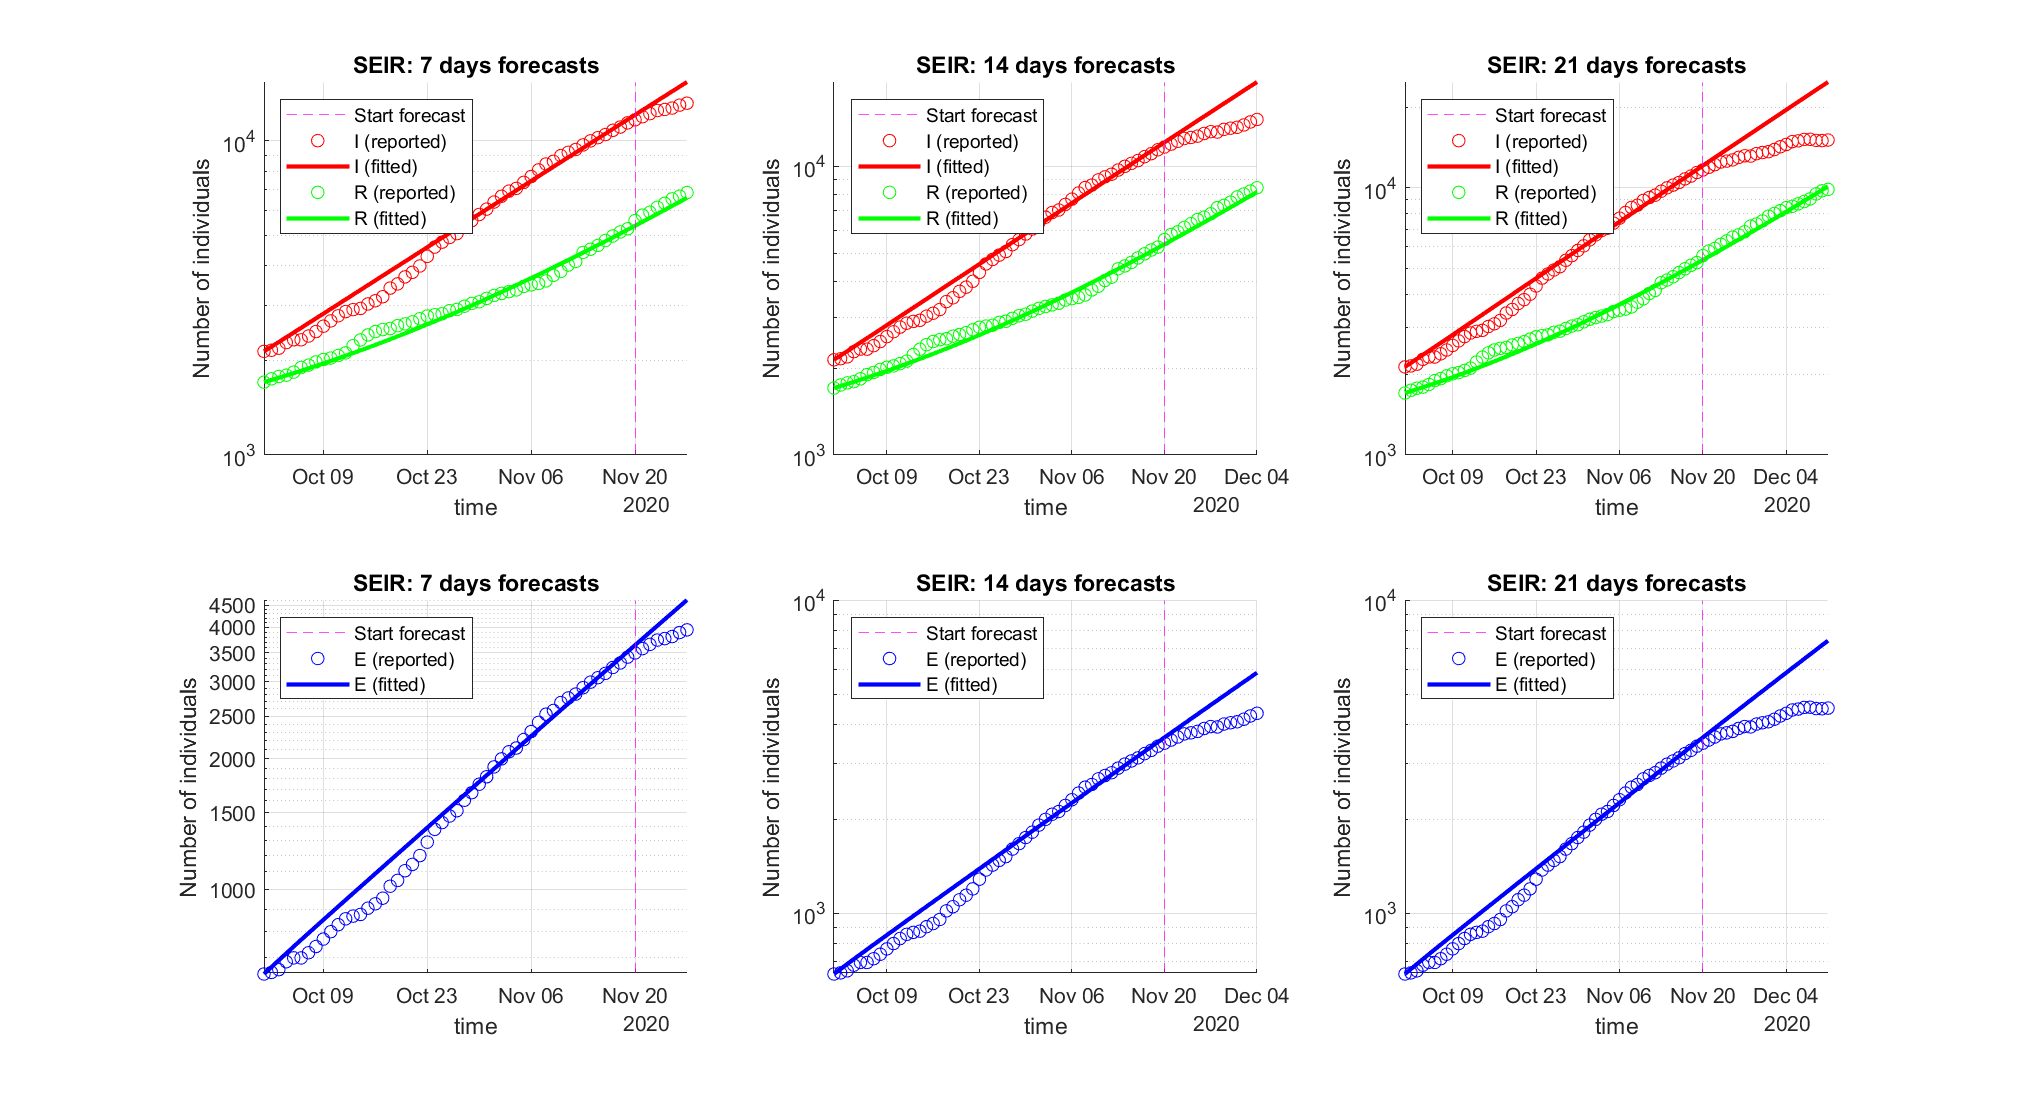 SEIR: 7 days forecasts
Number of individuals
10^4
10^3
Start forecast
I (reported)
I (fitted)
R (reported)
R (fitted)
Oct 09
Oct 23
Nov 06
Nov 20
time
2020
SEIR: 14 days forecasts
Number of individuals
10^4
10^3
Start forecast
I (reported)
I (fitted)
R (reported)
R (fitted)
Oct 09
Oct 23
Nov 06
Nov 20
Dec 04
time
2020
SEIR: 21 days forecasts
Number of individuals
10^4
10^3
Start forecast
I (reported)
I (fitted)
R (reported)
R (fitted)
Oct 09
Oct 23
Nov 06
Nov 20
Dec 04
time
2020
SEIR: 7 days forecasts
Number of individuals
4500
4000
3500
3000
2500
2000
1500
1000
Start forecast
E (reported)
E (fitted)
Oct 09
Oct 23
Nov 06
Nov 20
time
2020
SEIR: 14 days forecasts
Number of individuals
10^4
10^3
Start forecast
E (reported)
E (fitted)
Oct 09
Oct 23
Nov 06
Nov 20
Dec 04
time
2020
SEIR: 21 days forecasts
Number of individuals
10^4
10^3
Start forecast
E (reported)
E (fitted)
Oct 09
Oct 23
Nov 06
Nov 20
Dec 04
time
2020